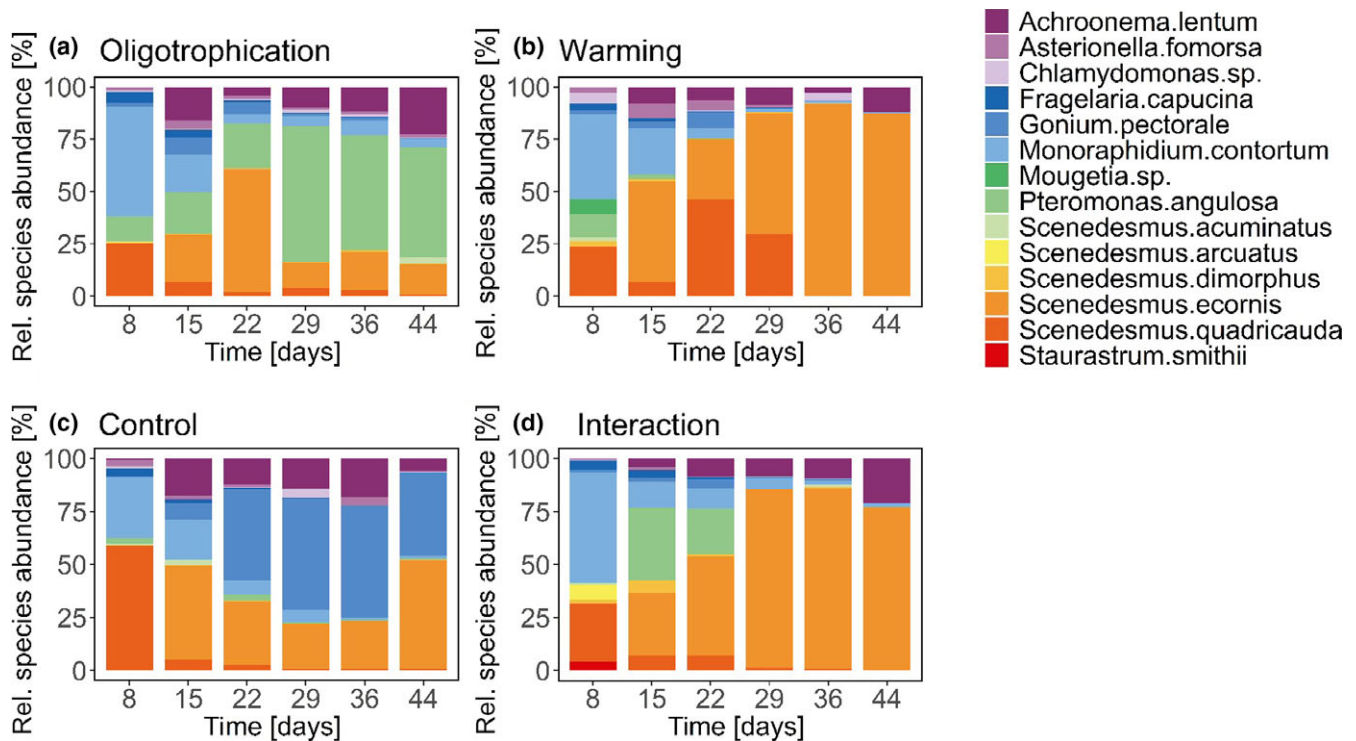 (a) Oligotrophication
Rel. species abundance [%]
100
75
50
25
0
8 15 22 29 36 44
Time [days]
(b) Warming
Rel. species abundance [%]
100
75
50
25
0
8 15 22 29 36 44
Time [days]
Achroonema.lentum
Asterionella.fomorsa
Chlamydomonas.sp.
Fragelaria.capucina
Gonium.pectorale
Monoraphidium.contortum
Mougetia.sp.
Pteromonas.angulosa
Scenedesmus.acuminatus
Scenedesmus.arcuatus
Scenedesmus.dimorphus
Scenedesmus.ecornis
Scenedesmus.quadricauda
Staurastrum.smithii
(c) Control
Rel. species abundance [%]
100
75
50
25
0
8 15 22 29 36 44
Time [days]
(d) Interaction
Rel. species abundance [%]
100
75
50
25
0
8 15 22 29 36 44
Time [days]